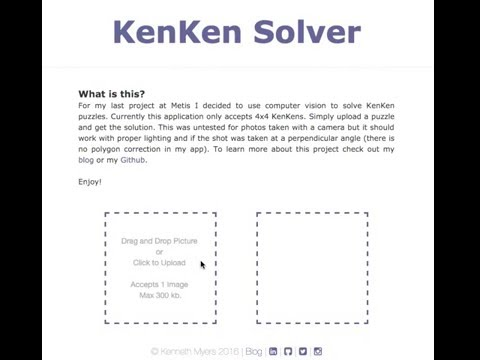 KenKen Solver
What is this?
For my last project at Metis I decided to use computer vision to solve KenKen
puzzles. Currently this application only accepts 4x4 KenKens. Simply upload a puzzle
and get the solution. This was untested for photos taken with a camera but it should
work with proper lighting and if the shot was taken at a perpendicular angle (there is
no polygon correction in my app). To learn more about this project check out my
blog or my Github.
Enjoy!
Drag and Drop Picture
or
Click to Upload
Accepts 1 Image
Max 300 kb.
© Kenneth Myers 2016 | Blog | | | |